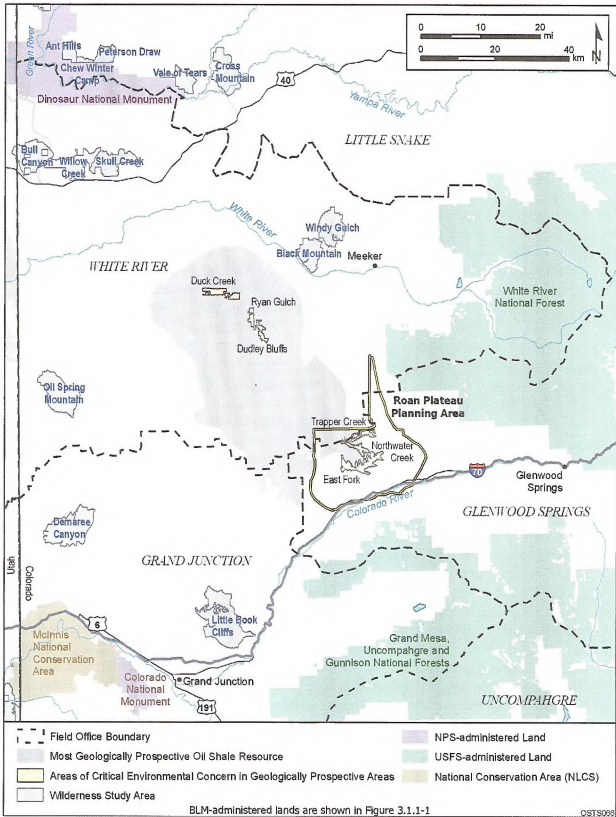 0 10 20
mi
0 20 40
km
N
Green River
Ant Hills
Peterson Draw
Chew Winter
Camp
Vale of Tears
Cross
Mountain
40
Dinosaur National Monument
Yampa River
LITTLE SNAKE
Bull
Canyon
Willow
Creek
Skull Creek
White River
Windy Gulch
Black Mountain
Meeker
WHITE RIVER
Duck Creek
Ryan Gulch
Dudley Bluffs
White River
National Forest
Oil Spring
Mountain
Roan Plateau
Planning Area
Trapper Creek
Northwater
Creek
East Fork
70
Glenwood
Springs
Colorado River
GLENWOOD SPRINGS
Demaree
Canyon
GRAND JUNCTION
Utah
Colorado
6
Little Book
Cliffs
McInnis
National
Conservation
Area
Colorado
National
Monument
Grand Junction
191
Grand Mesa,
Uncompahgre and
Gunnison National Forests
UNCOMPAHGRE
Field Office Boundary
Most Geologically Prospective Oil Shale Resource
Areas of Critical Environmental Concern in Geologically Prospective Areas
Wilderness Study Area
NPS-administered Land
USFS-administered Land
National Conservation Area (NLCS)
BLM-administered lands are shown in Figure 3.1.1-1